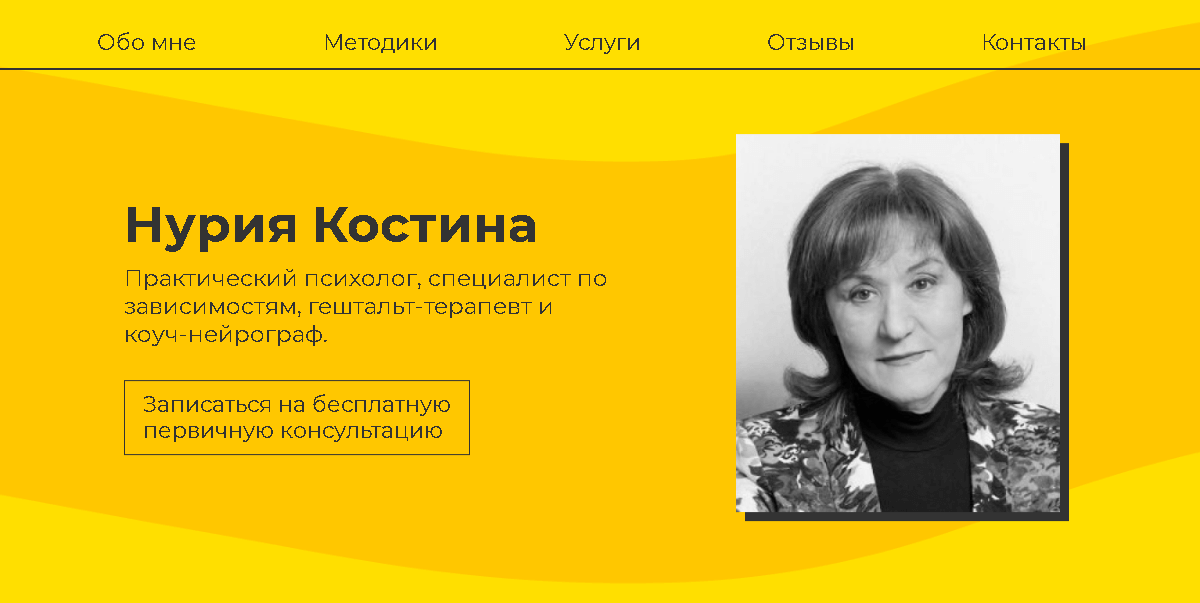 Обо мне Методики Услуги Отзывы Контакты
Нурия Костина
Практический психолог, специалист по
зависимостям, гештальт-терапевт и
коуч-нейрограф.
Записаться на бесплатную
первичную консультацию